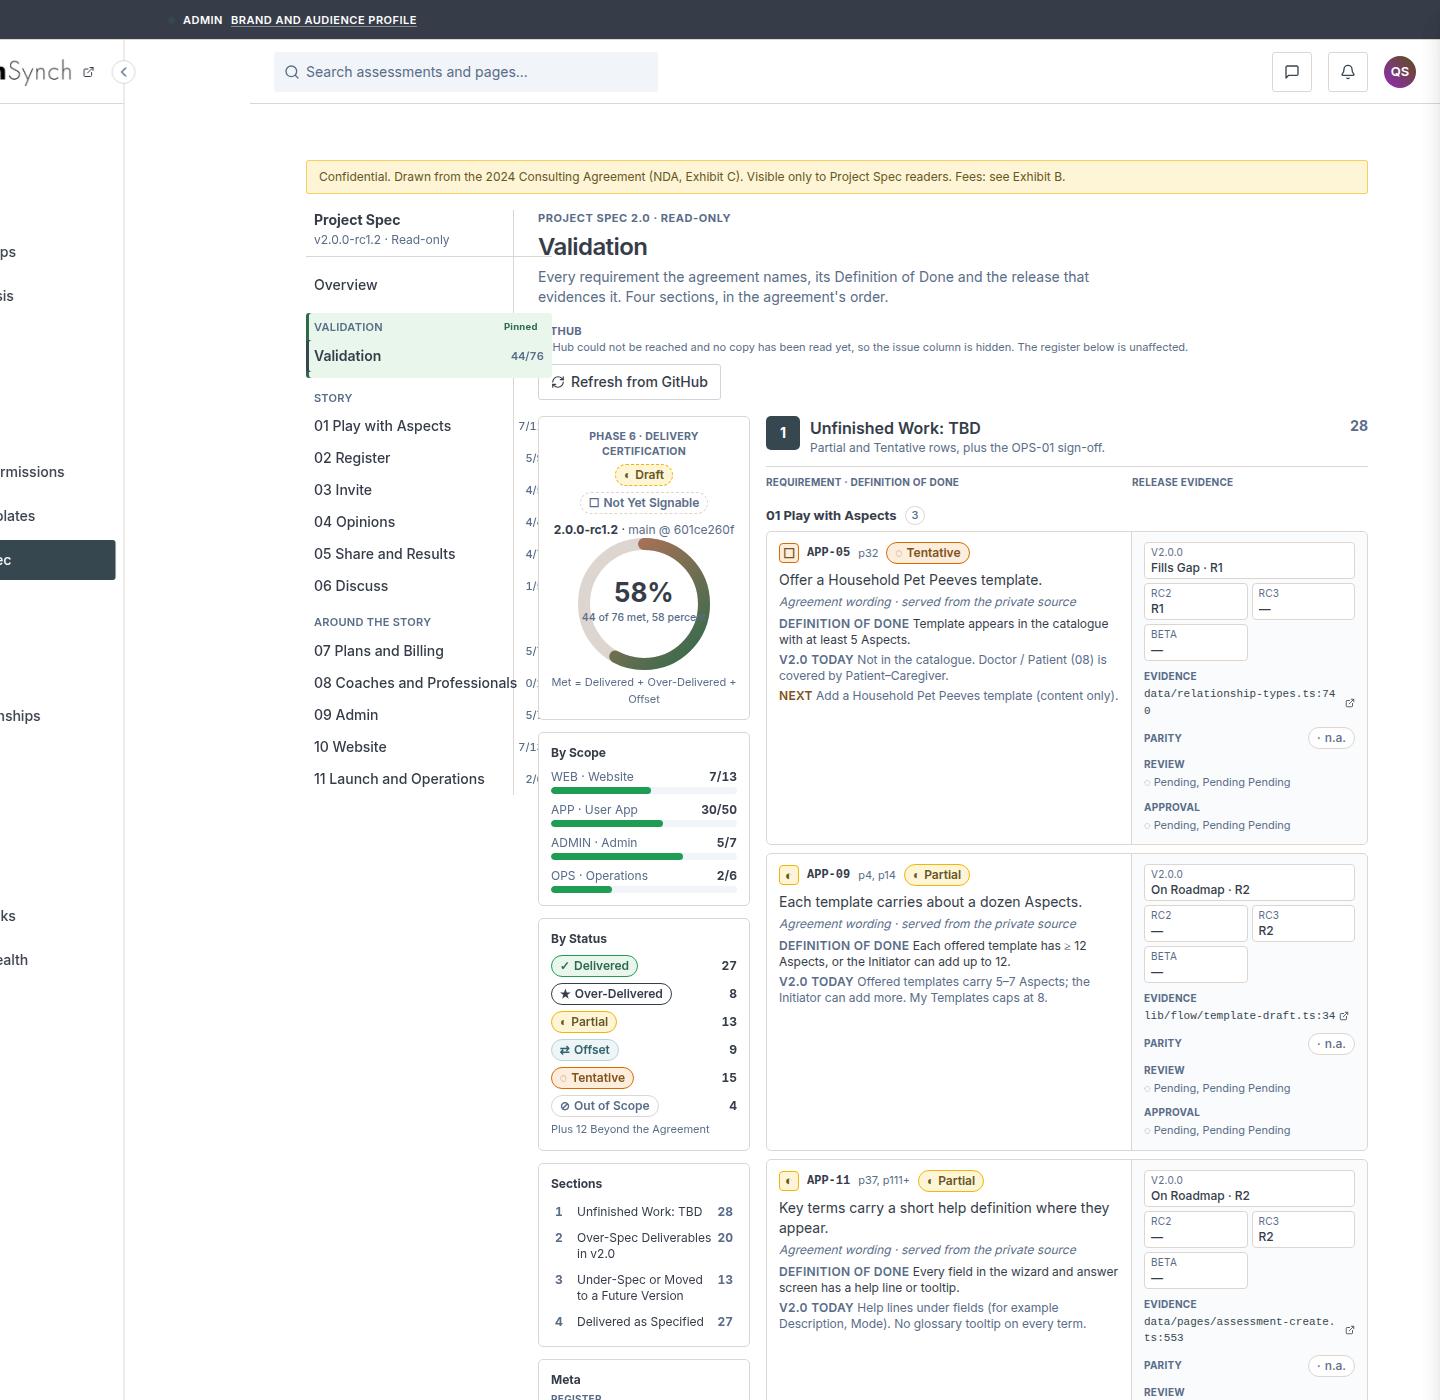 ADMIN BRAND AND AUDIENCE PROFILE
Synch
Search assessments and pages...
QS
Confidential. Drawn from the 2024 Consulting Agreement (NDA, Exhibit C). Visible only to Project Spec readers. Fees: see Exhibit B.
ps
sis
rmissions
plates
ec
nships
ks
ealth
Project Spec
v2.0.0-rc1.2 · Read-only
Overview
VALIDATION Pinned
Validation 44/76
STORY
01 Play with Aspects 7/1
02 Register 5/
03 Invite 4/
04 Opinions 4/
05 Share and Results 4/
06 Discuss 1/
AROUND THE STORY
07 Plans and Billing 5/
08 Coaches and Professionals 0/
09 Admin 5/
10 Website 7/1
11 Launch and Operations 2/
PROJECT SPEC 2.0 · READ-ONLY
Validation
Every requirement the agreement names, its Definition of Done and the release that
evidences it. Four sections, in the agreement's order.
THUB
Hub could not be reached and no copy has been read yet, so the issue column is hidden. The register below is unaffected.
Refresh from GitHub
PHASE 6 · DELIVERY
CERTIFICATION
Draft
Not Yet Signable
2.0.0-rc1.2 · main @ 601ce260f
58%
44 of 76 met, 58 perce
Met = Delivered + Over-Delivered +
Offset
By Scope
WEB · Website 7/13
APP · User App 30/50
ADMIN · Admin 5/7
OPS · Operations 2/6
By Status
✓ Delivered 27
★ Over-Delivered 8
Partial 13
⇄ Offset 9
Tentative 15
⊘ Out of Scope 4
Plus 12 Beyond the Agreement
Sections
1 Unfinished Work: TBD 28
2 Over-Spec Deliverables 20
in v2.0
3 Under-Spec or Moved 13
to a Future Version
4 Delivered as Specified 27
Meta
REGISTER
1 Unfinished Work: TBD 28
Partial and Tentative rows, plus the OPS-01 sign-off.
REQUIREMENT · DEFINITION OF DONE RELEASE EVIDENCE
01 Play with Aspects 3
APP-05 p32 Tentative
Offer a Household Pet Peeves template.
Agreement wording · served from the private source
DEFINITION OF DONE Template appears in the catalogue
with at least 5 Aspects.
V2.0 TODAY Not in the catalogue. Doctor / Patient (08) is
covered by Patient–Caregiver.
NEXT Add a Household Pet Peeves template (content only).
V2.0.0
Fills Gap · R1
RC2 RC3
R1 —
BETA
—
EVIDENCE
data/relationship-types.ts:74
0
PARITY · n.a.
REVIEW
Pending, Pending Pending
APPROVAL
Pending, Pending Pending
APP-09 p4, p14 Partial
Each template carries about a dozen Aspects.
Agreement wording · served from the private source
DEFINITION OF DONE Each offered template has ≥ 12
Aspects, or the Initiator can add up to 12.
V2.0 TODAY Offered templates carry 5–7 Aspects; the
Initiator can add more. My Templates caps at 8.
V2.0.0
On Roadmap · R2
RC2 RC3
— R2
BETA
—
EVIDENCE
lib/flow/template-draft.ts:34
PARITY · n.a.
REVIEW
Pending, Pending Pending
APPROVAL
Pending, Pending Pending
APP-11 p37, p111+ Partial
Key terms carry a short help definition where they
appear.
Agreement wording · served from the private source
DEFINITION OF DONE Every field in the wizard and answer
screen has a help line or tooltip.
V2.0 TODAY Help lines under fields (for example
Description, Mode). No glossary tooltip on every term.
V2.0.0
On Roadmap · R2
RC2 RC3
— R2
BETA
—
EVIDENCE
data/pages/assessment-create.
ts:553
PARITY · n.a.
REVIEW